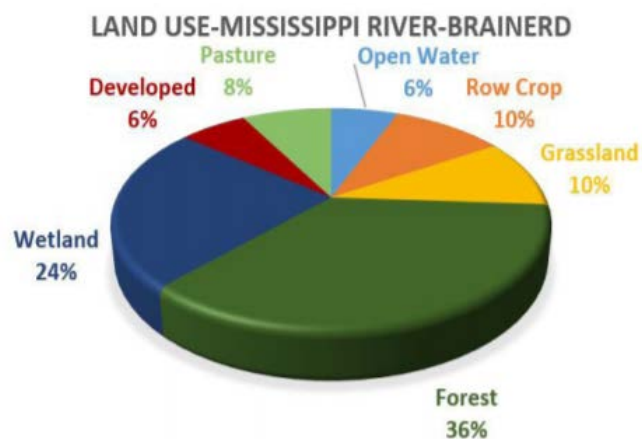 LAND USE-MISSISSIPPI RIVER-BRAINERD
Pasture
8%
Open Water
6%
Developed
6%
Row Crop
10%
Grassland
10%
Wetland
24%
Forest
36%